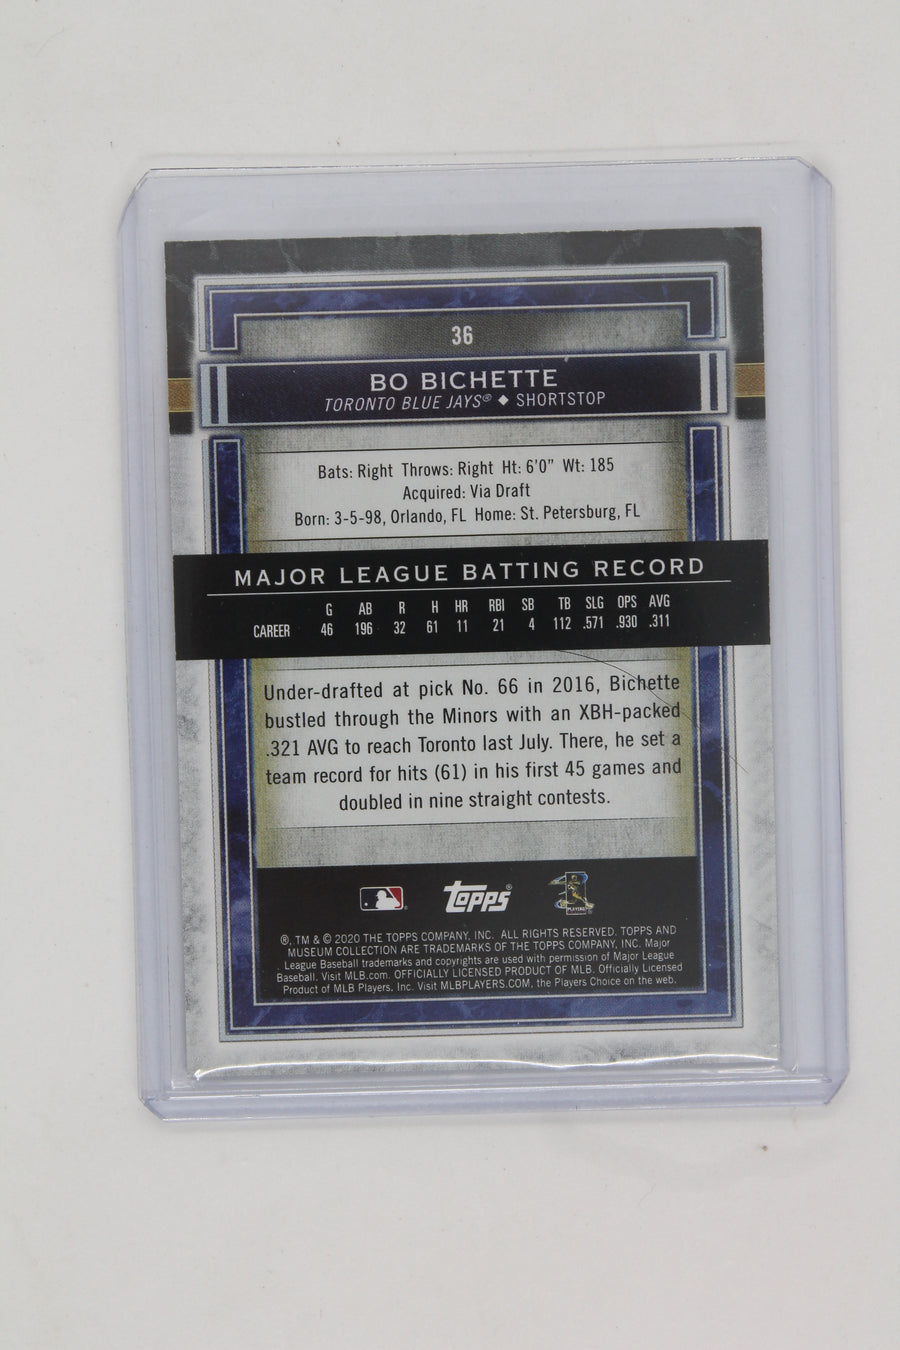 36
BO BICHETTE
TORONTO BLUE JAYS® ◆ SHORTSTOP
Bats: Right Throws: Right Ht: 6'0" Wt: 185
Acquired: Via Draft
Born: 3-5-98, Orlando, FL Home: St. Petersburg, FL
MAJOR LEAGUE BATTING RECORD
G AB R H HR RBI SB TB SLG OPS AVG
CAREER 46 196 32 61 11 21 4 112 .571 .930 .311
Under-drafted at pick No. 66 in 2016, Bichette
bustled through the Minors with an XBH-packed
.321 AVG to reach Toronto last July. There, he set a
team record for hits (61) in his first 45 games and
doubled in nine straight contests.
Topps®
PLAYERS
®, TM & © 2020 THE TOPPS COMPANY, INC. ALL RIGHTS RESERVED. TOPPS AND
MUSEUM COLLECTION ARE TRADEMARKS OF THE TOPPS COMPANY, INC. Major
League Baseball trademarks and copyrights are used with permission of Major League
Baseball. Visit MLB.com. OFFICIALLY LICENSED PRODUCT OF MLB. Officially Licensed
Product of MLB Players, Inc. Visit MLBPLAYERS.COM, the Players Choice on the web.